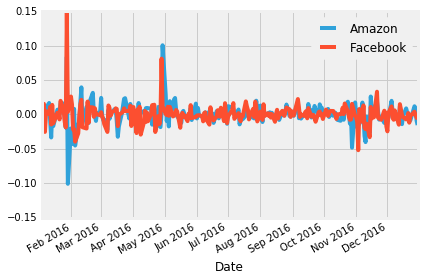 0.15
0.10
0.05
0.00
−0.05
−0.10
−0.15
Amazon
Facebook
Feb 2016
Mar 2016
Apr 2016
May 2016
Jun 2016
Jul 2016
Aug 2016
Sep 2016
Oct 2016
Nov 2016
Dec 2016
Date